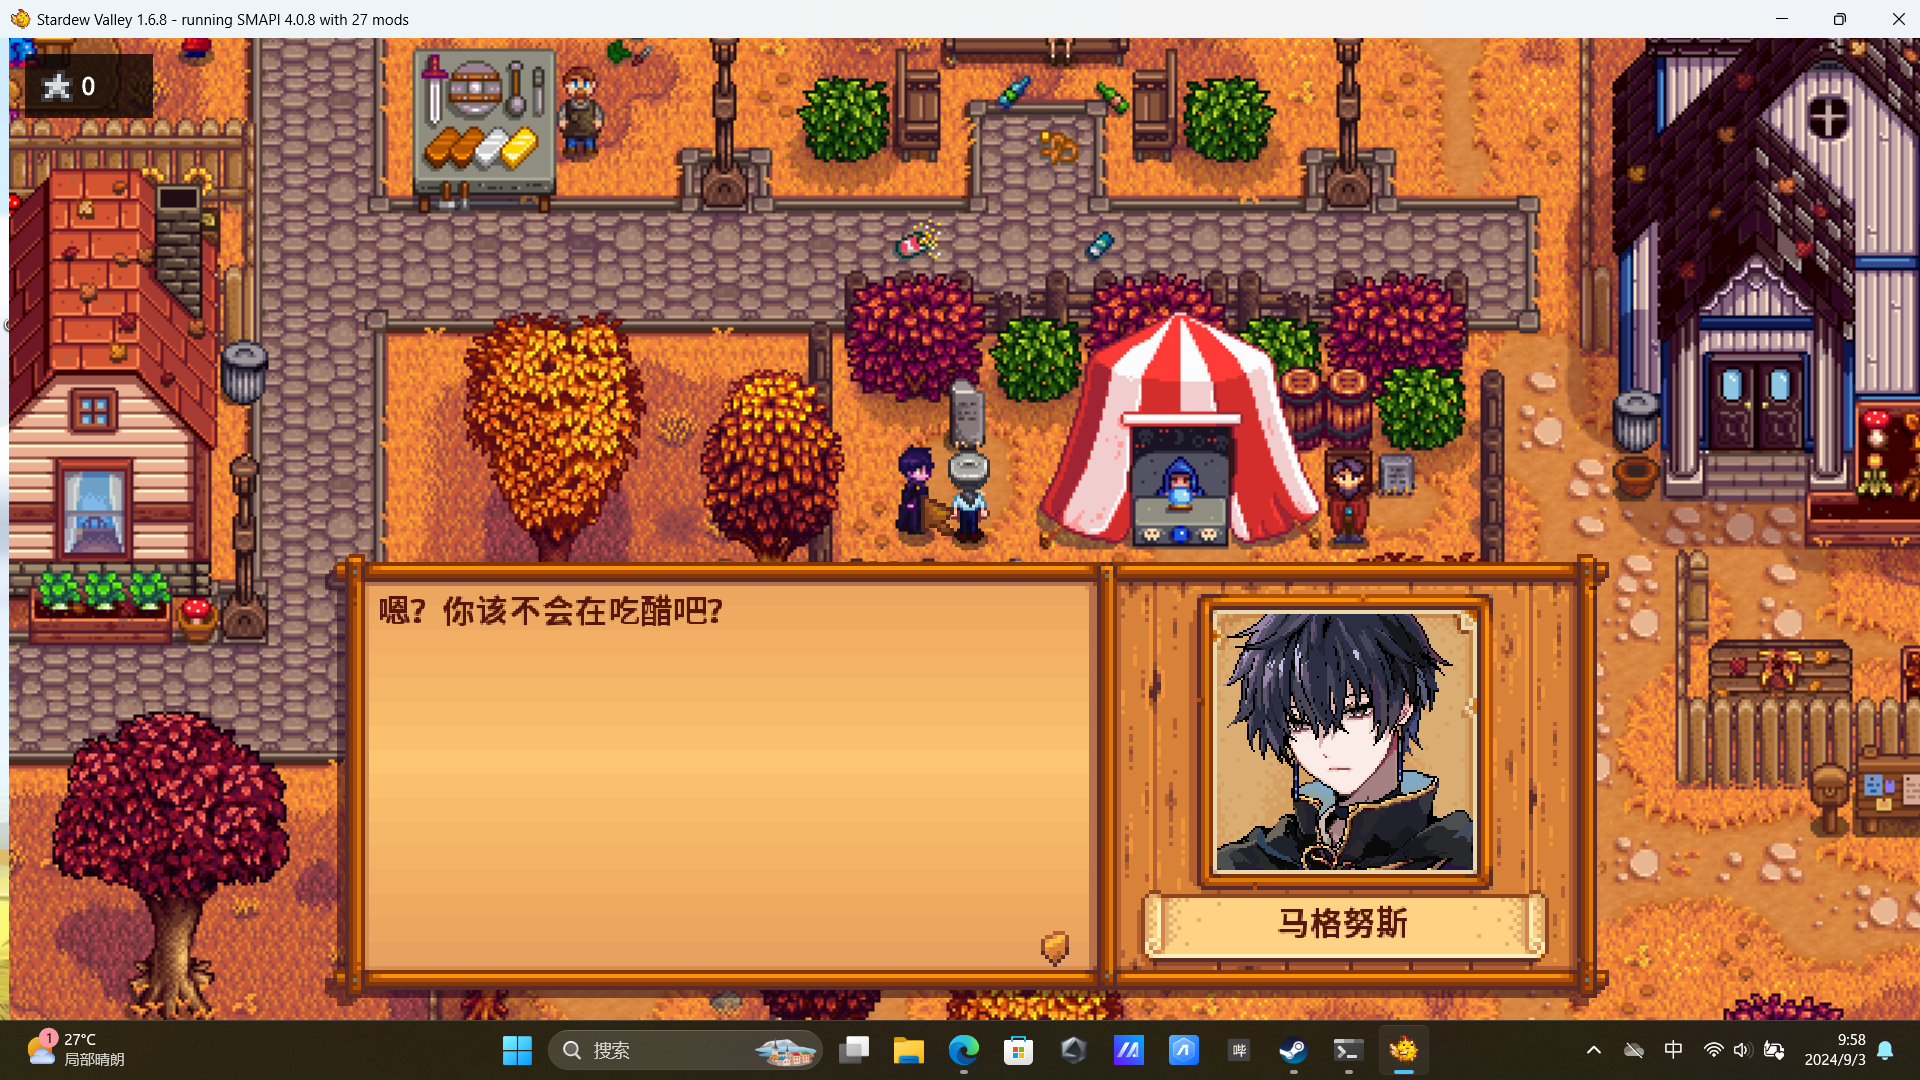 Stardew Valley 1.6.8 - running SMAPI 4.0.8 with 27 mods
0
嗯？你该不会在吃醋吧？
马格努斯
1
27°C
局部晴朗
搜索
哔
中
9:58
2024/9/3